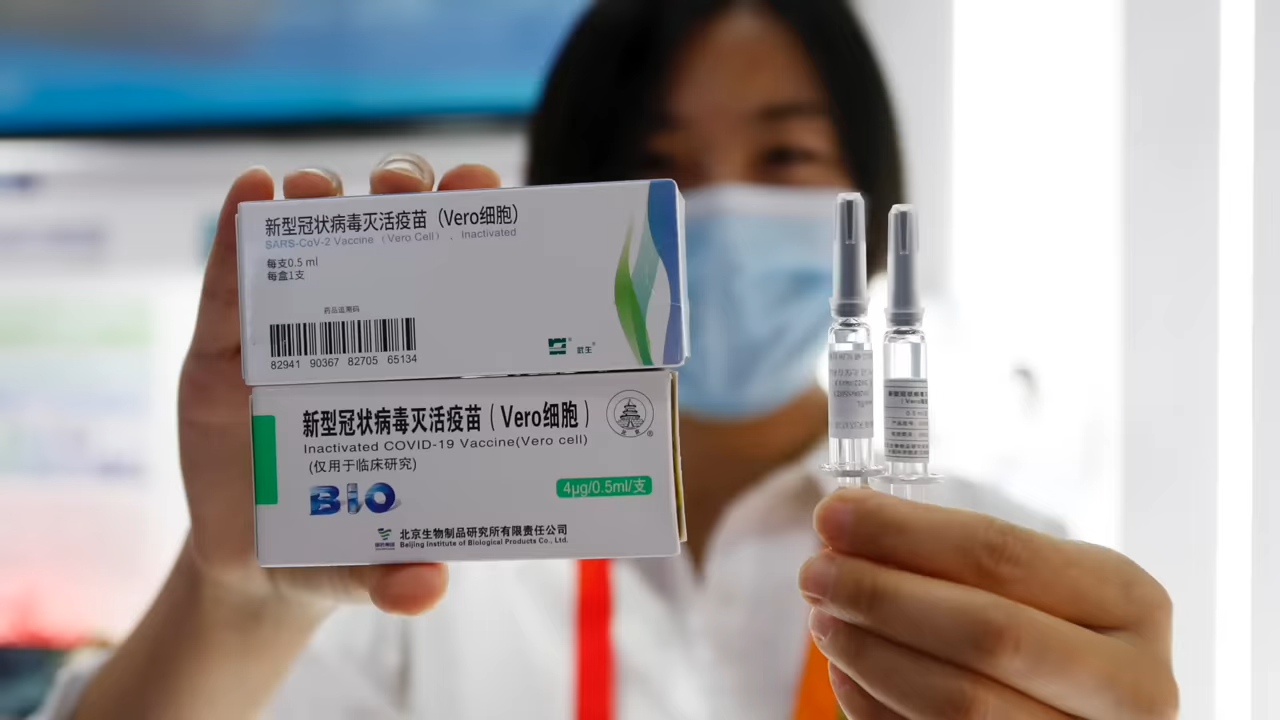 新型冠状病毒灭活疫苗（Vero细胞）
SARS-CoV-2 Vaccine（Vero Cell）, Inactivated
每支0.5 ml
每盒1支
药品追溯码
82941 90367 82705 65134
武生
新型冠状病毒灭活疫苗（Vero细胞）
Inactivated COVID-19 Vaccine(Vero cell)
(仅用于临床研究)
4μg/0.5ml/支
BIO
北京生物制品研究所有限责任公司
Beijing Institute of Biological Products Co., Ltd.